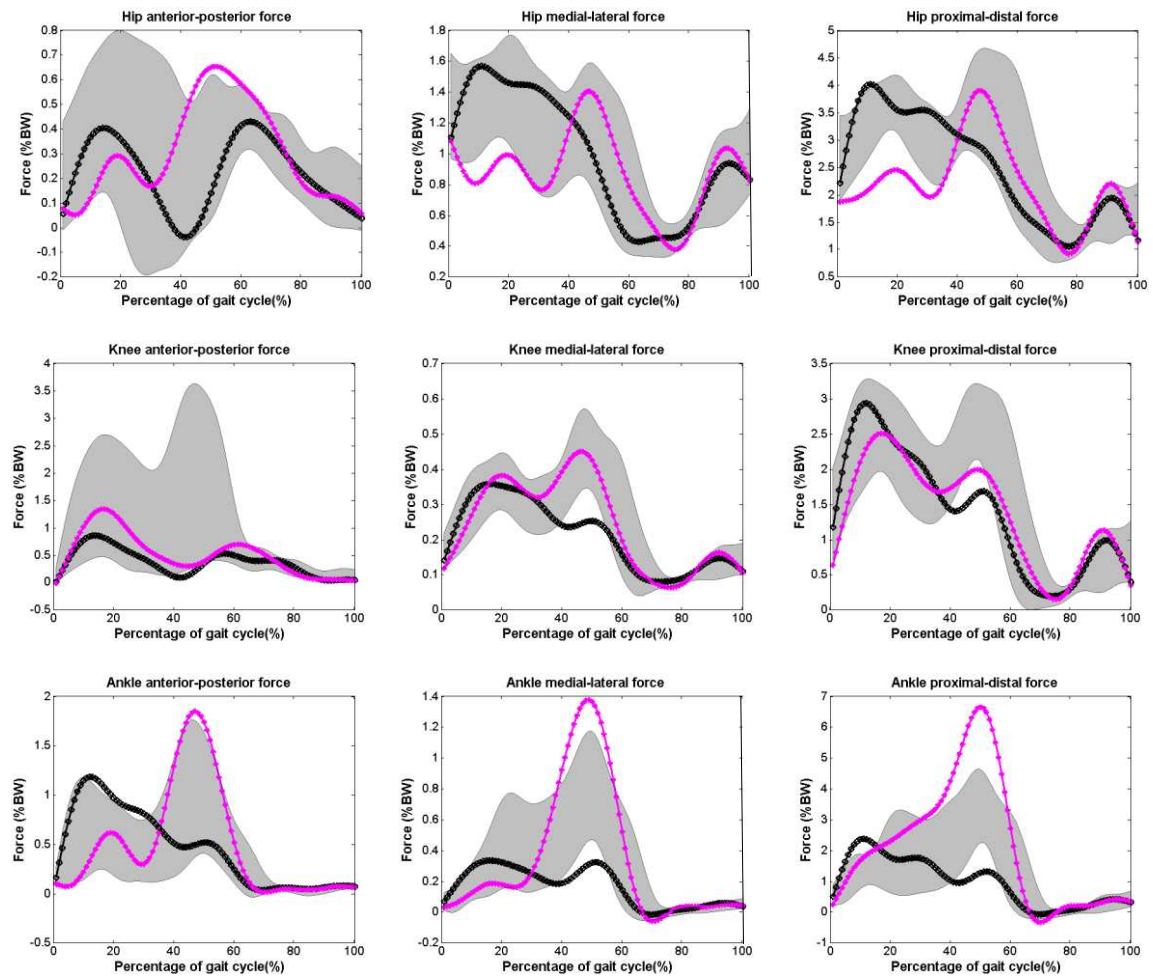 Hip anterior-posterior force Hip medial-lateral force Hip proximal-distal force
0.8 1.8 5
0.7 1.6 4.5
0.6 1.4 4
0.5 1.2 3.5
0.4 1 3
0.3 0.8 2.5
0.2 0.6 2
0.1 0.4 1.5
0 0.2 1
-0.1 0.5
0.2
Force (%BW) Force (%BW) Force (%BW)
0 20 40 60 80 100 0 20 40 60 80 100 0 20 40 60 80 100
Percentage of gait cycle(%) Percentage of gait cycle(%) Percentage of gait cycle(%)
Knee anterior-posterior force Knee medial-lateral force Knee proximal-distal force
4 0.7 3.5
3.5 0.6 3
3 0.5 2.5
2.5 0.4 2
2 0.3 1.5
1.5 0.2 1
1 0.1 0.5
0.5 0 0
0
-0.5
Force (%BW) Force (%BW) Force (%BW)
0 20 40 60 80 100 0 20 40 60 80 100 0 20 40 60 80 100
Percentage of gait cycle(%) Percentage of gait cycle(%) Percentage of gait cycle(%)
Ankle anterior-posterior force Ankle medial-lateral force Ankle proximal-distal force
2 1.4 7
1.5 1.2 6
1 1 5
0.5 0.8 4
0 0.6 3
-0.5 0.4 2
0.2 1
0 0
-0.2 -1
Force (%BW) Force (%BW) Force (%BW)
0 20 40 60 80 100 0 20 40 60 80 100 0 20 40 60 80 100
Percentage of gait cycle(%) Percentage of gait cycle(%) Percentage of gait cycle(%)